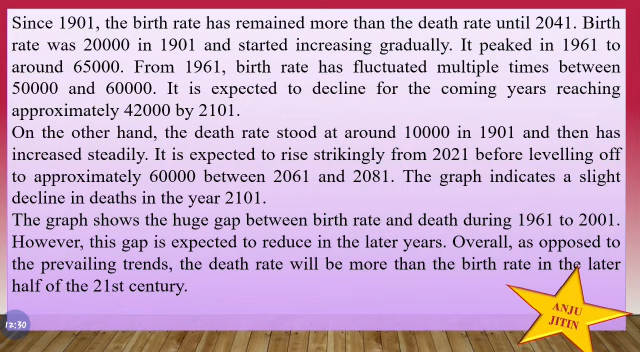 Since 1901, the birth rate has remained more than the death rate until 2041. Birth
rate was 20000 in 1901 and started increasing gradually. It peaked in 1961 to
around 65000. From 1961, birth rate has fluctuated multiple times between
50000 and 60000. It is expected to decline for the coming years reaching
approximately 42000 by 2101.
On the other hand, the death rate stood at around 10000 in 1901 and then has
increased steadily. It is expected to rise strikingly from 2021 before levelling off
to approximately 60000 between 2061 and 2081. The graph indicates a slight
decline in deaths in the year 2101.
The graph shows the huge gap between birth rate and death during 1961 to 2001.
However, this gap is expected to reduce in the later years. Overall, as opposed to
the prevailing trends, the death rate will be more than the birth rate in the later
half of the 21st century.
ANJU
JITIN
12:30